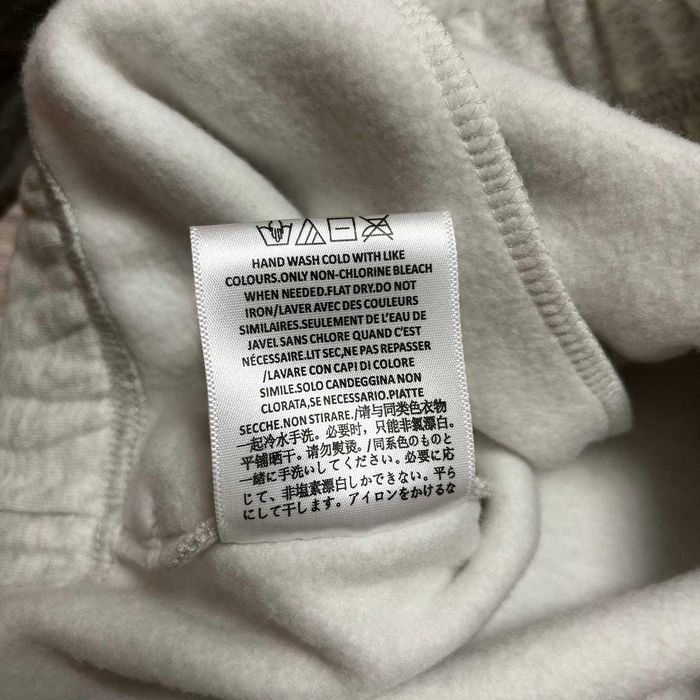 HAND WASH COLD WITH LIKE
COLOURS.ONLY NON-CHLORINE BLEACH
WHEN NEEDED.FLAT DRY.DO NOT
IRON/LAVER AVEC DES COULEURS
SIMILAIRES.SEULEMENT DE L'EAU DE
JAVEL SANS CHLORE QUAND C'EST
NÉCESSAIRE.LIT SEC,NE PAS REPASSER
/LAVARE CON CAPI DI COLORE
SIMILE.SOLO CANDEGGINA NON
CLORATA,SE NECESSARIO.PIATTE
SECCHE.NON STIRARE./请与同类色衣物
一起冷水手洗。必要时，只能非氯漂白。
平铺晒干。请勿熨烫。/同系色のものと
一緒に手洗いしてください。必要に応
じて、非塩素漂白しかできない。平ら
にして干します。アイロンをかけるな